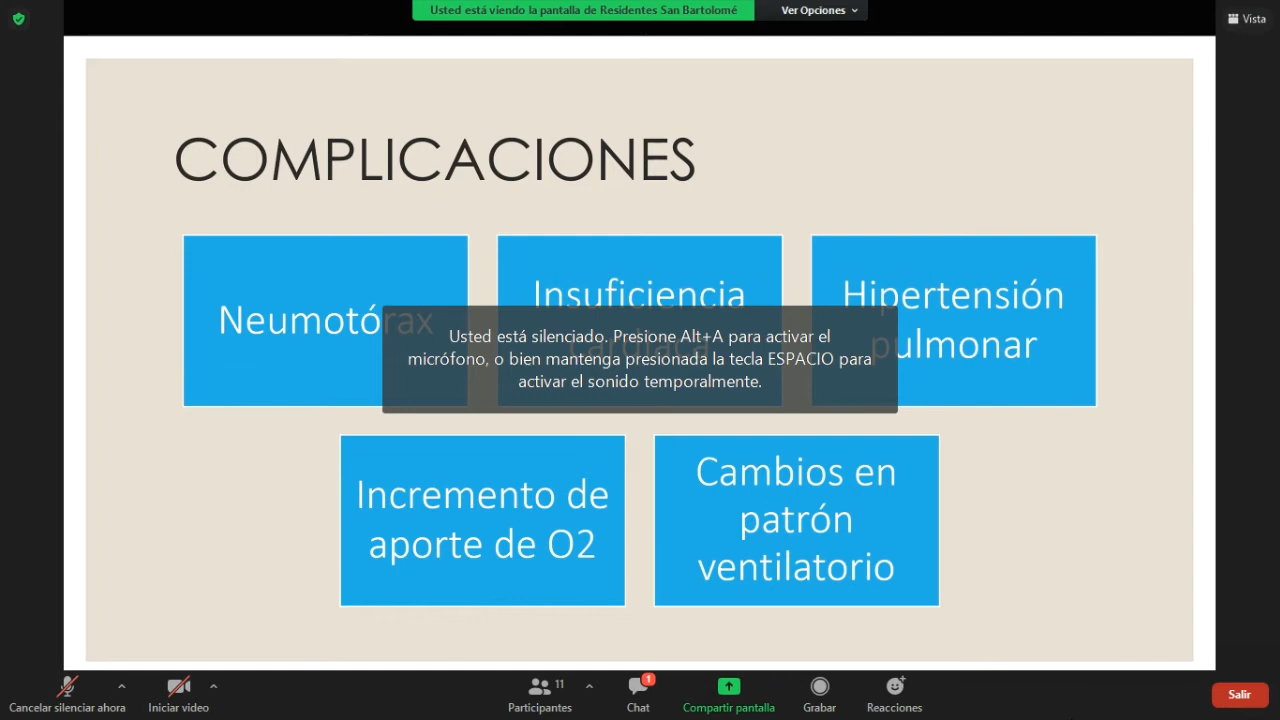 Usted está viendo la pantalla de Residentes San Bartolomé
Ver Opciones
Vista
COMPLICACIONES
Neumotórax
Insuficiencia
cardiaca
Hipertensión
pulmonar
Usted está silenciado. Presione Alt+A para activar el
micrófono, o bien mantenga presionada la tecla ESPACIO para
activar el sonido temporalmente.
Incremento de
aporte de O2
Cambios en
patrón
ventilatorio
11
1
Cancelar silenciar ahora
Iniciar video
Participantes
Chat
Compartir pantalla
Grabar
Reacciones
Salir